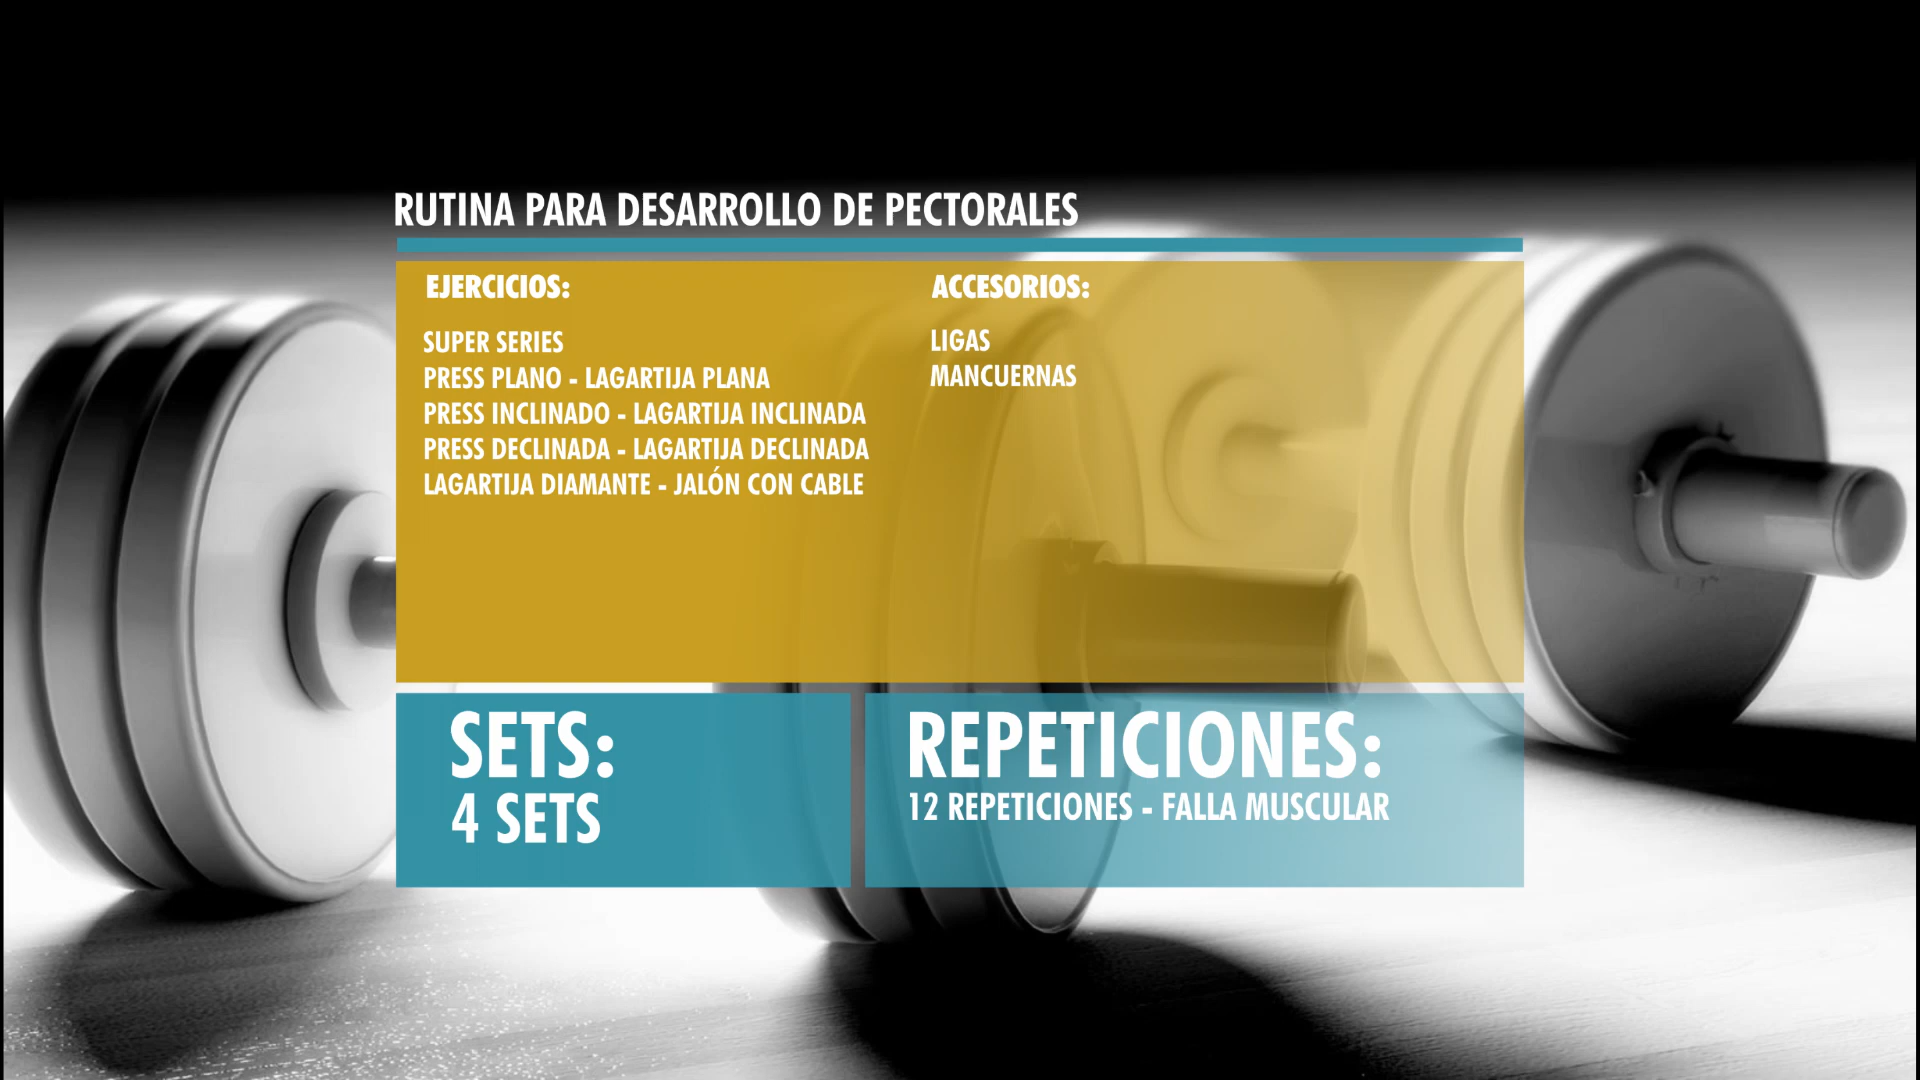 RUTINA PARA DESARROLLO DE PECTORALES
EJERCICIOS:
SUPER SERIES
PRESS PLANO - LAGARTIJA PLANA
PRESS INCLINADO - LAGARTIJA INCLINADA
PRESS DECLINADA - LAGARTIJA DECLINADA
LAGARTIJA DIAMANTE - JALÓN CON CABLE
ACCESORIOS:
LIGAS
MANCUERNAS
SETS:
4 SETS
REPETICIONES:
12 REPETICIONES - FALLA MUSCULAR